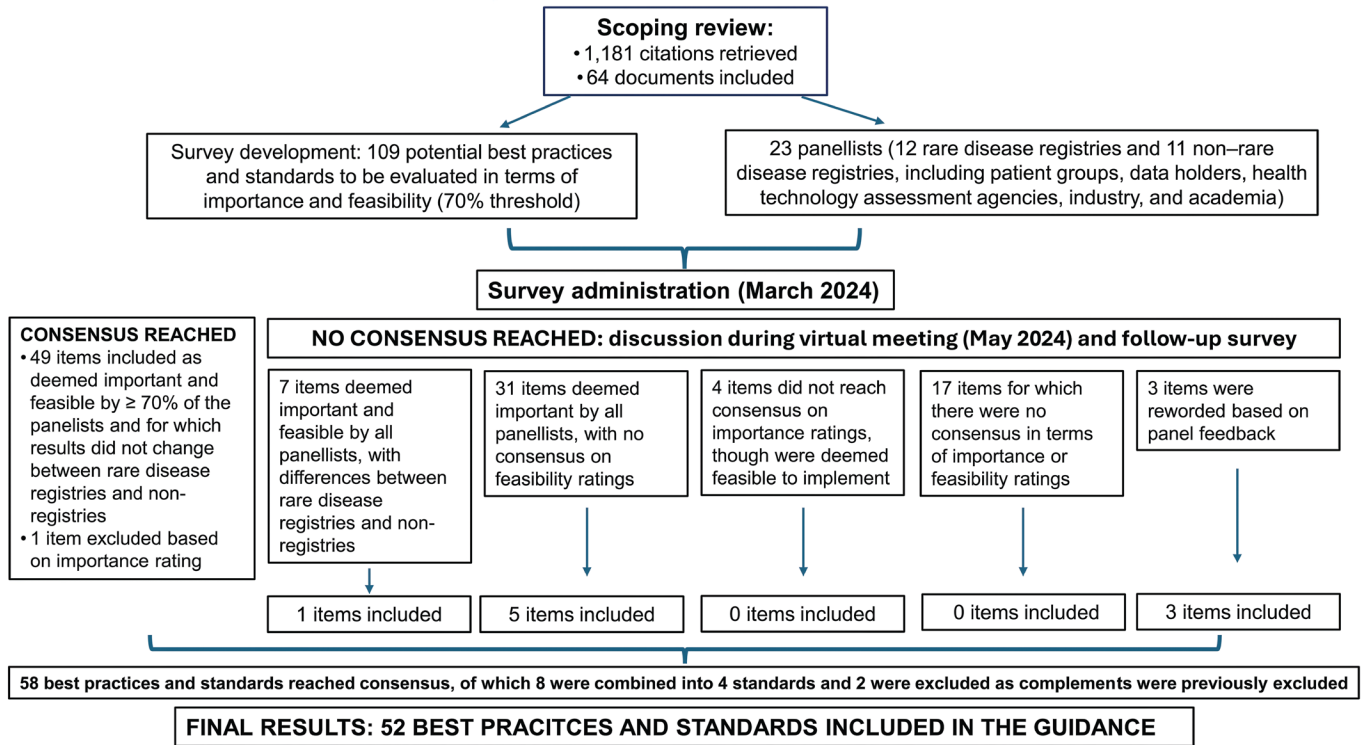 Scoping review:
• 1,181 citations retrieved
• 64 documents included
Survey development: 109 potential best practices
and standards to be evaluated in terms of
importance and feasibility (70% threshold)
23 panellists (12 rare disease registries and 11 non–rare
disease registries, including patient groups, data holders, health
technology assessment agencies, industry, and academia)
Survey administration (March 2024)
CONSENSUS REACHED
• 49 items included as
deemed important and
feasible by ≥ 70% of the
panelists and for which
results did not change
between rare disease
registries and non-
registries
• 1 item excluded based
on importance rating
NO CONSENSUS REACHED: discussion during virtual meeting (May 2024) and follow-up survey
7 items deemed
important and
feasible by all
panellists, with
differences between
rare disease
registries and non-
registries
31 items deemed
important by all
panellists, with no
consensus on
feasibility ratings
4 items did not reach
consensus on
importance ratings,
though were deemed
feasible to implement
17 items for which
there were no
consensus in terms
of importance or
feasibility ratings
3 items were
reworded based on
panel feedback
1 items included
5 items included
0 items included
0 items included
3 items included
58 best practices and standards reached consensus, of which 8 were combined into 4 standards and 2 were excluded as complements were previously excluded
FINAL RESULTS: 52 BEST PRACITCES AND STANDARDS INCLUDED IN THE GUIDANCE